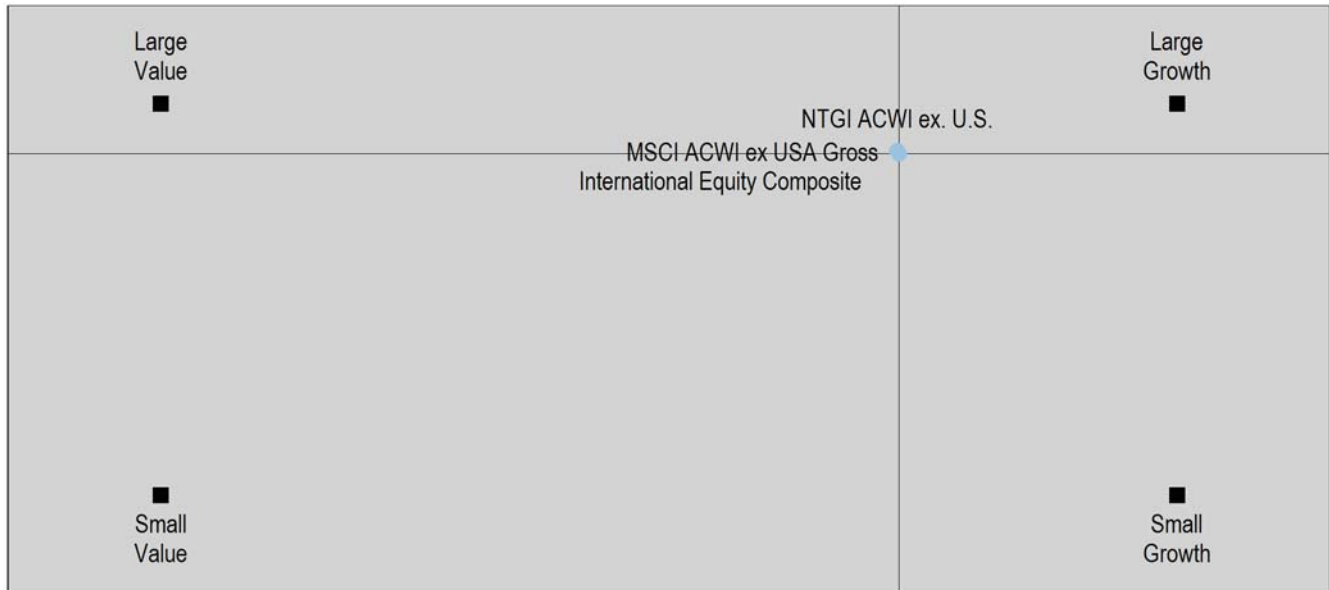 Large
Value
Large
Growth
NTGI ACWI ex. U.S.
MSCI ACWI ex USA Gross
International Equity Composite
Small
Value
Small
Growth